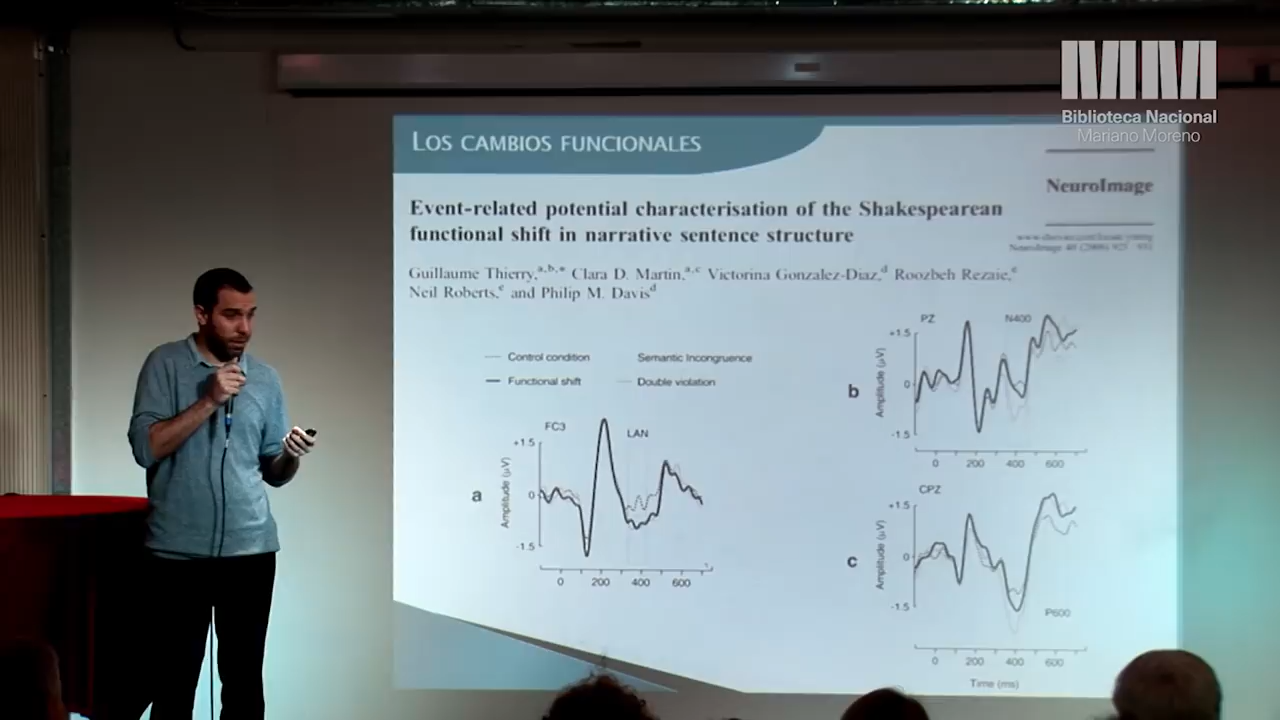 Biblioteca Nacional
Mariano Moreno
LOS CAMBIOS FUNCIONALES
NeuroImage
Event-related potential characterisation of the Shakespearean
functional shift in narrative sentence structure
Guillaume Thierry,a,b,* Clara D. Martin,a,c Victorina Gonzalez-Diaz,d Roozbeh Rezaie,e
Neil Roberts,e and Philip M. Davisd
Control condition
Semantic Incongruence
Functional shift
Double violation
a
FC3
LAN
Amplitude (µV)
+1.5
0
-1.5
0 200 400 600
b
PZ
N400
Amplitude (µV)
+1.5
0
-1.5
0 200 400 600
c
CPZ
P600
Amplitude (µV)
+1.5
0
-1.5
0 200 400 600
Time (ms)